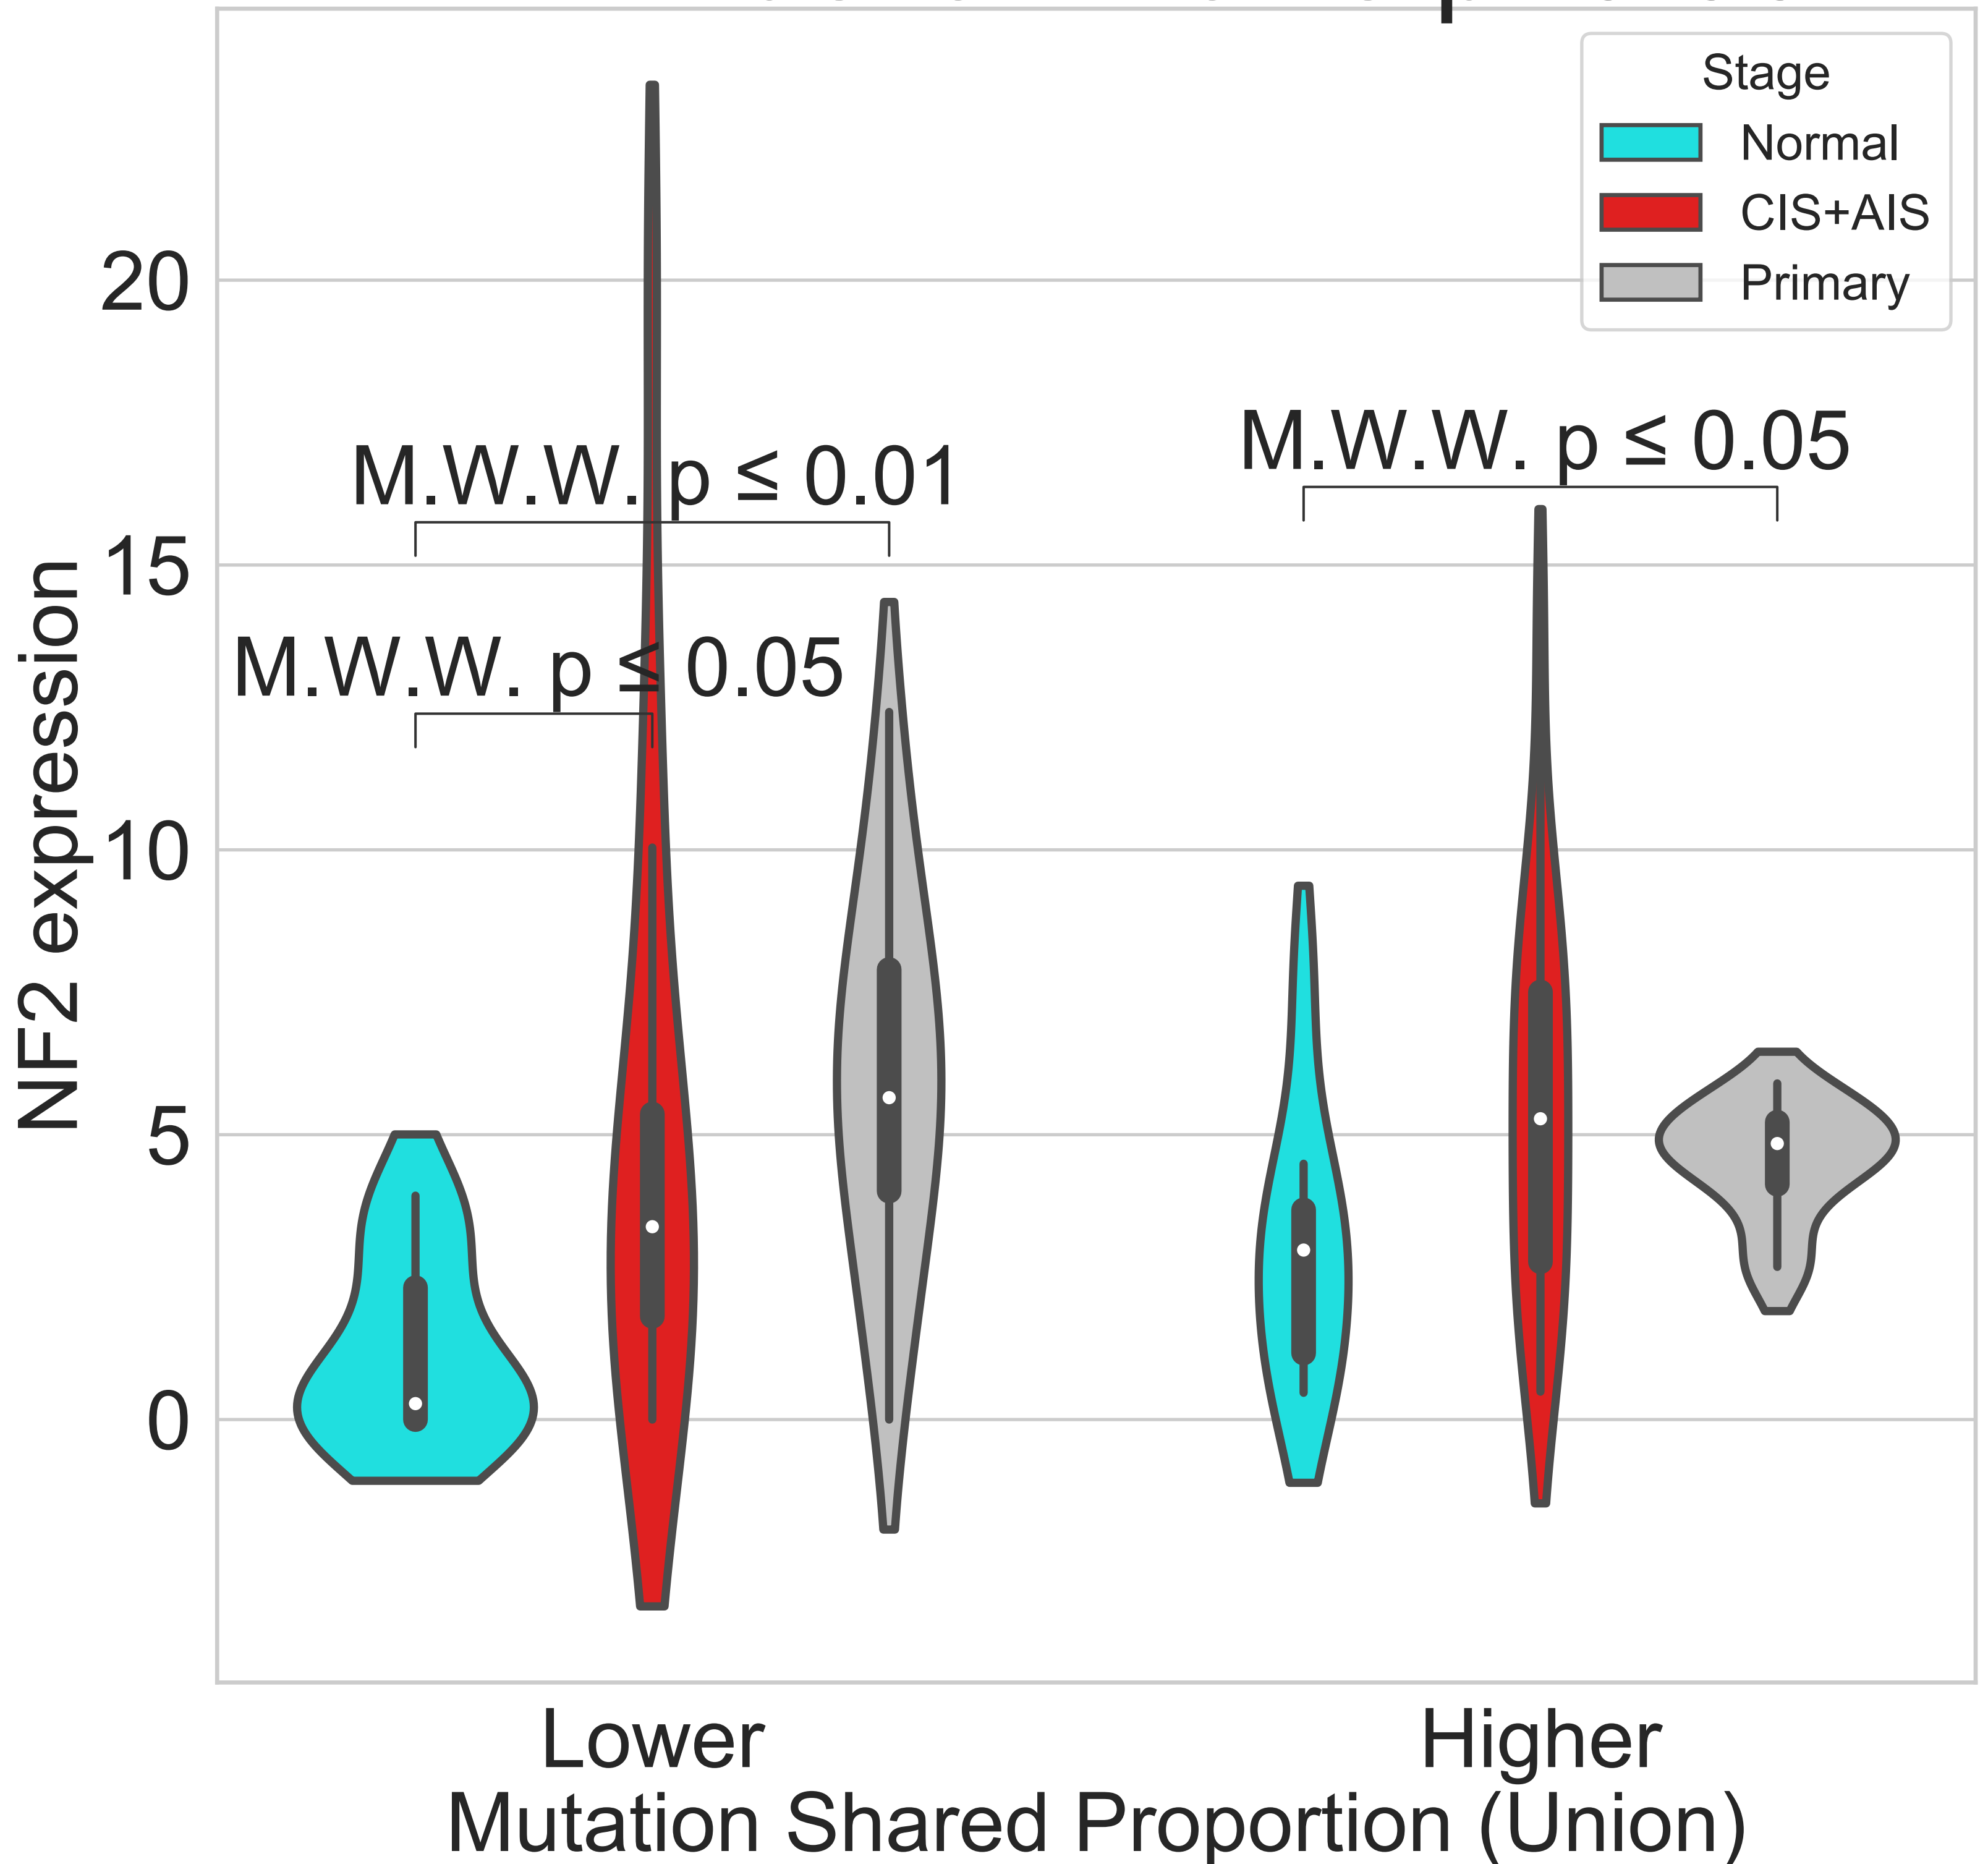 Stage
Normal
CIS+AIS
Primary
20
15
10
5
0
NF2 expression
M.W.W. p ≤ 0.01
M.W.W. p ≤ 0.05
M.W.W. p ≤ 0.05
Lower
Higher
Mutation Shared Proportion (Union)